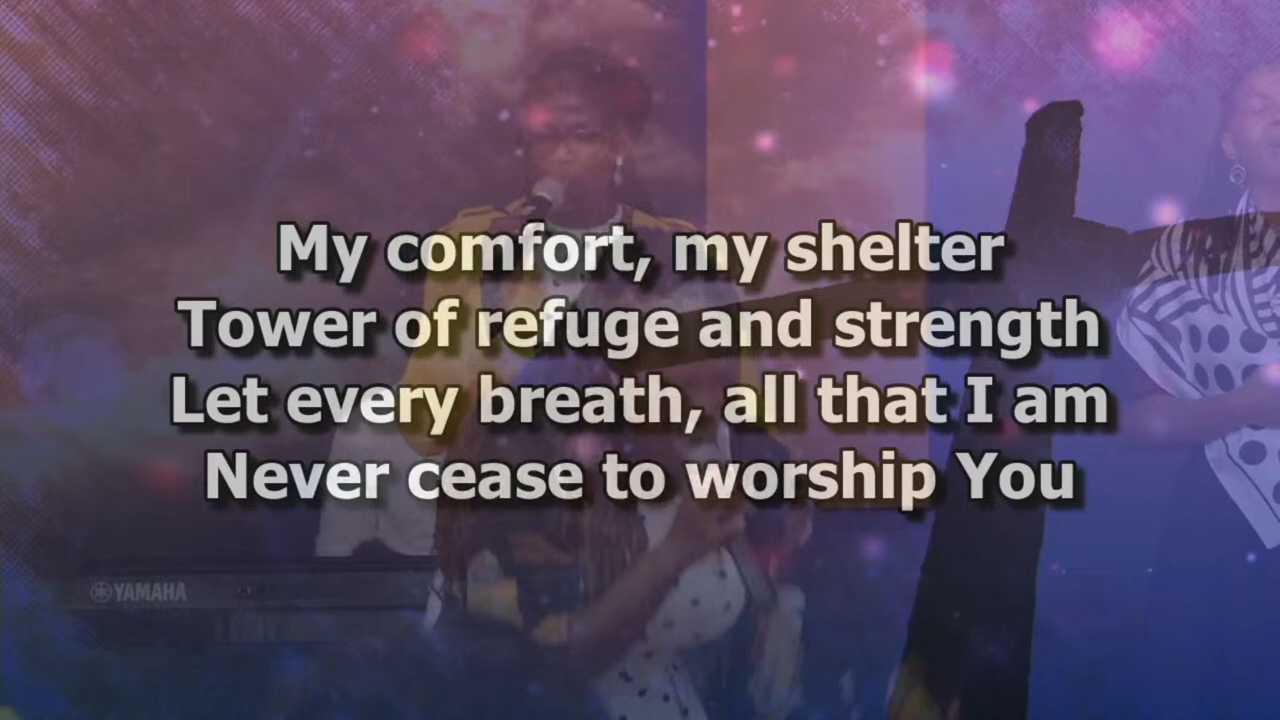 My comfort, my shelter
Tower of refuge and strength
Let every breath, all that I am
Never cease to worship You
YAMAHA